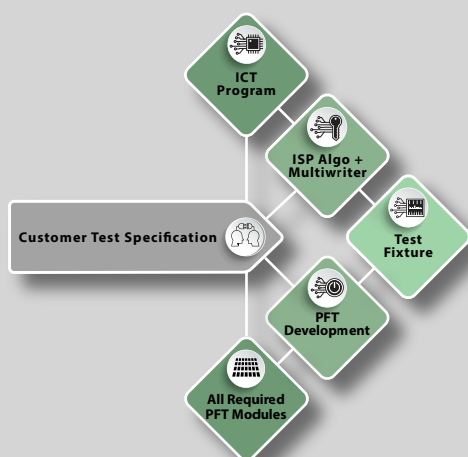 ICT
Program
ISP Algo +
Multiwriter
Customer Test Specification
Test
Fixture
PFT
Development
All Required
PFT Modules